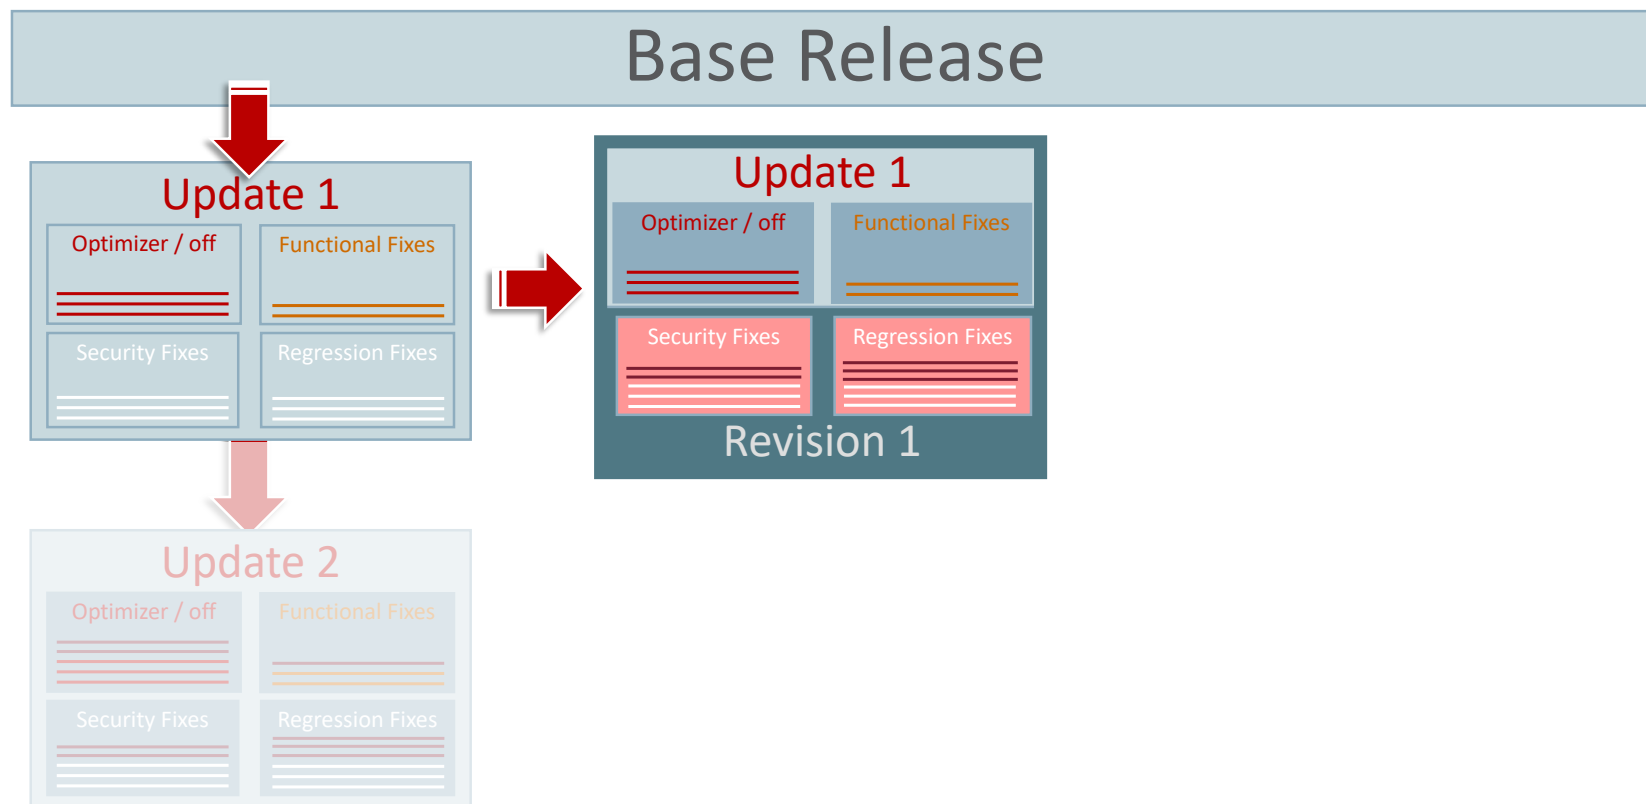 Base Release
Update 1
Optimizer / off
Functional Fixes
Security Fixes
Regression Fixes
Update 1
Optimizer / off
Functional Fixes
Security Fixes
Regression Fixes
Revision 1
Update 2
Optimizer / off
Functional Fixes
Security Fixes
Regression Fixes